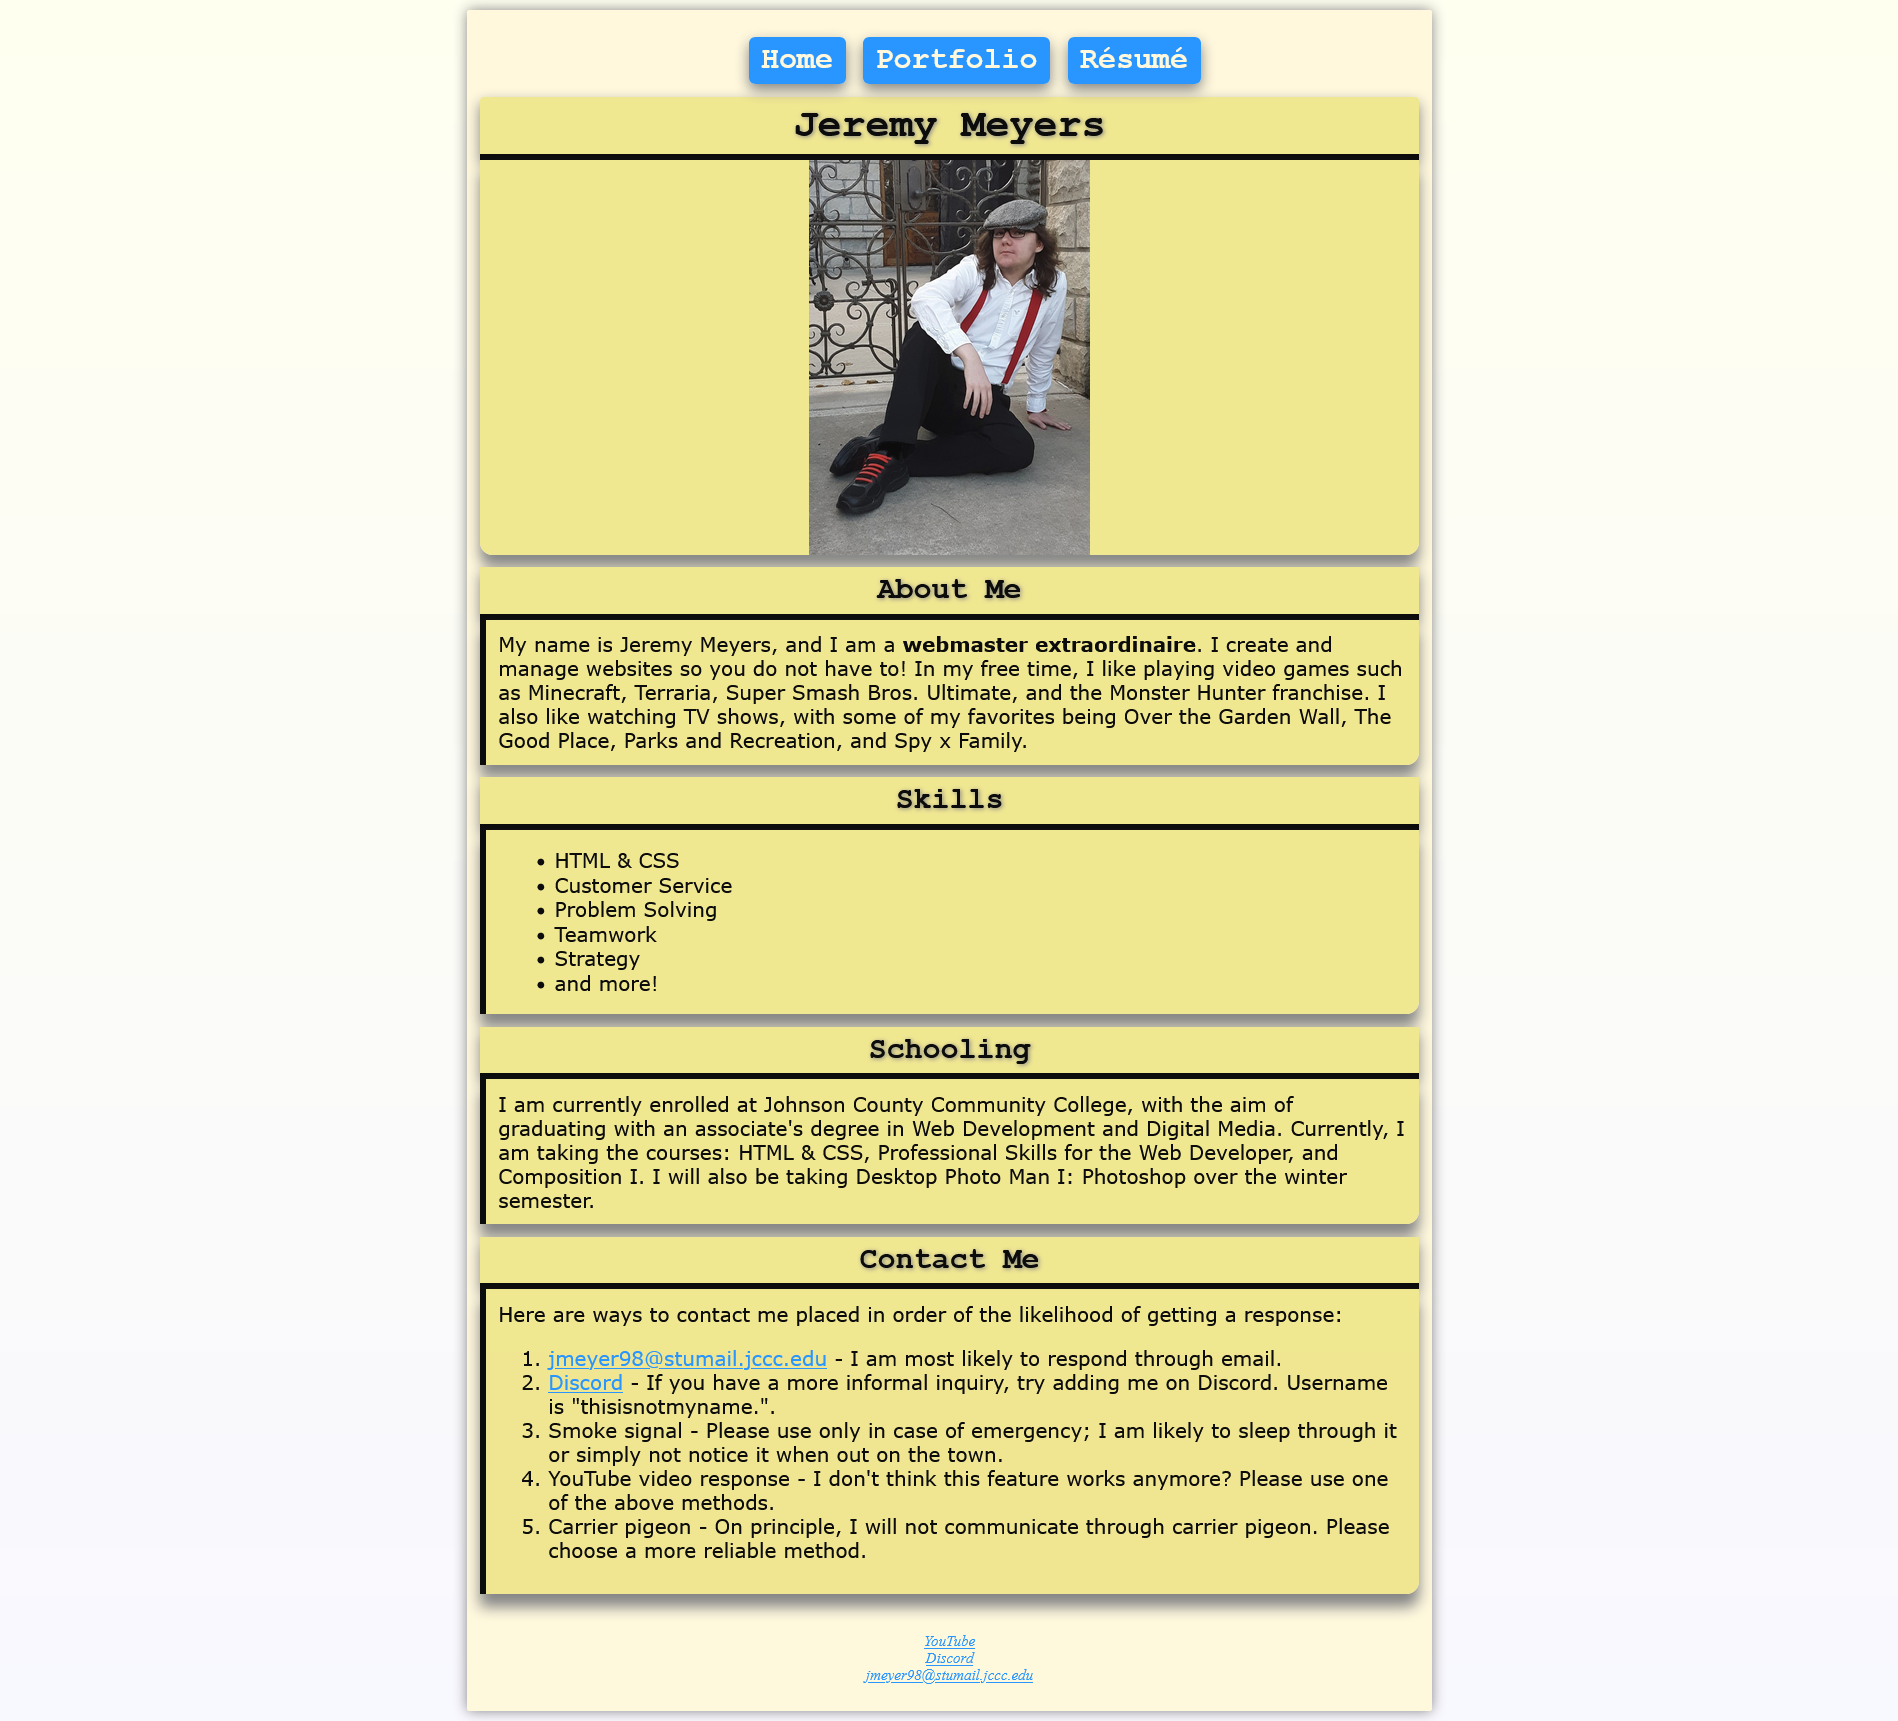 Home Portfolio Résumé
Jeremy Meyers
About Me
My name is Jeremy Meyers, and I am a webmaster extraordinaire. I create and
manage websites so you do not have to! In my free time, I like playing video games such
as Minecraft, Terraria, Super Smash Bros. Ultimate, and the Monster Hunter franchise. I
also like watching TV shows, with some of my favorites being Over the Garden Wall, The
Good Place, Parks and Recreation, and Spy x Family.
Skills
• HTML & CSS
• Customer Service
• Problem Solving
• Teamwork
• Strategy
• and more!
Schooling
I am currently enrolled at Johnson County Community College, with the aim of
graduating with an associate's degree in Web Development and Digital Media. Currently, I
am taking the courses: HTML & CSS, Professional Skills for the Web Developer, and
Composition I. I will also be taking Desktop Photo Man I: Photoshop over the winter
semester.
Contact Me
Here are ways to contact me placed in order of the likelihood of getting a response:
1. jmeyer98@stumail.jccc.edu - I am most likely to respond through email.
2. Discord - If you have a more informal inquiry, try adding me on Discord. Username
is "thisisnotmyname.".
3. Smoke signal - Please use only in case of emergency; I am likely to sleep through it
or simply not notice it when out on the town.
4. YouTube video response - I don't think this feature works anymore? Please use one
of the above methods.
5. Carrier pigeon - On principle, I will not communicate through carrier pigeon. Please
choose a more reliable method.
YouTube
Discord
jmeyer98@stumail.jccc.edu